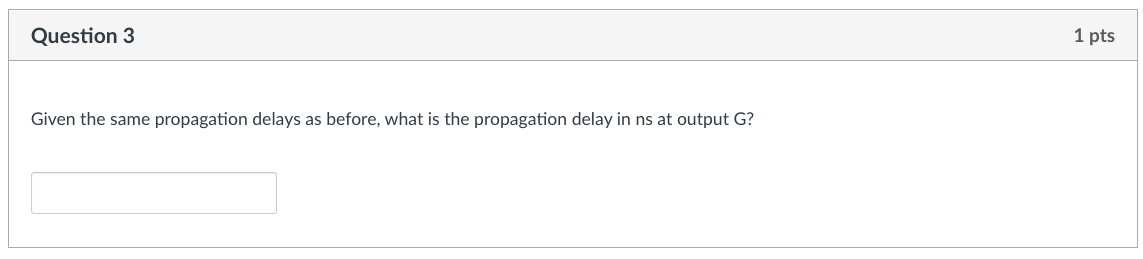 Question 3
1 pts
Given the same propagation delays as before, what is the propagation delay in ns at output G?